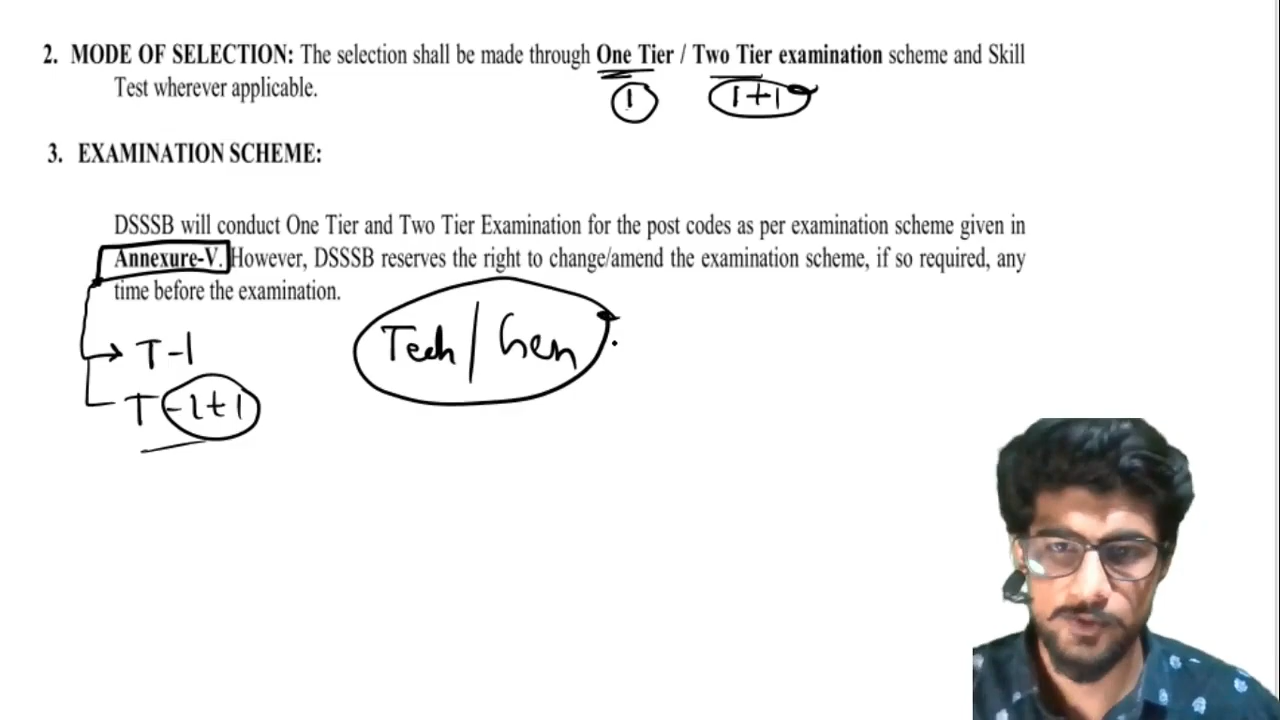 2. MODE OF SELECTION: The selection shall be made through One Tier / Two Tier examination scheme and Skill
Test wherever applicable.
1 1+1
3. EXAMINATION SCHEME:
DSSSB will conduct One Tier and Two Tier Examination for the post codes as per examination scheme given in
Annexure-V. However, DSSSB reserves the right to change/amend the examination scheme, if so required, any
time before the examination.
T-1
Tech/Gen
T-1+1